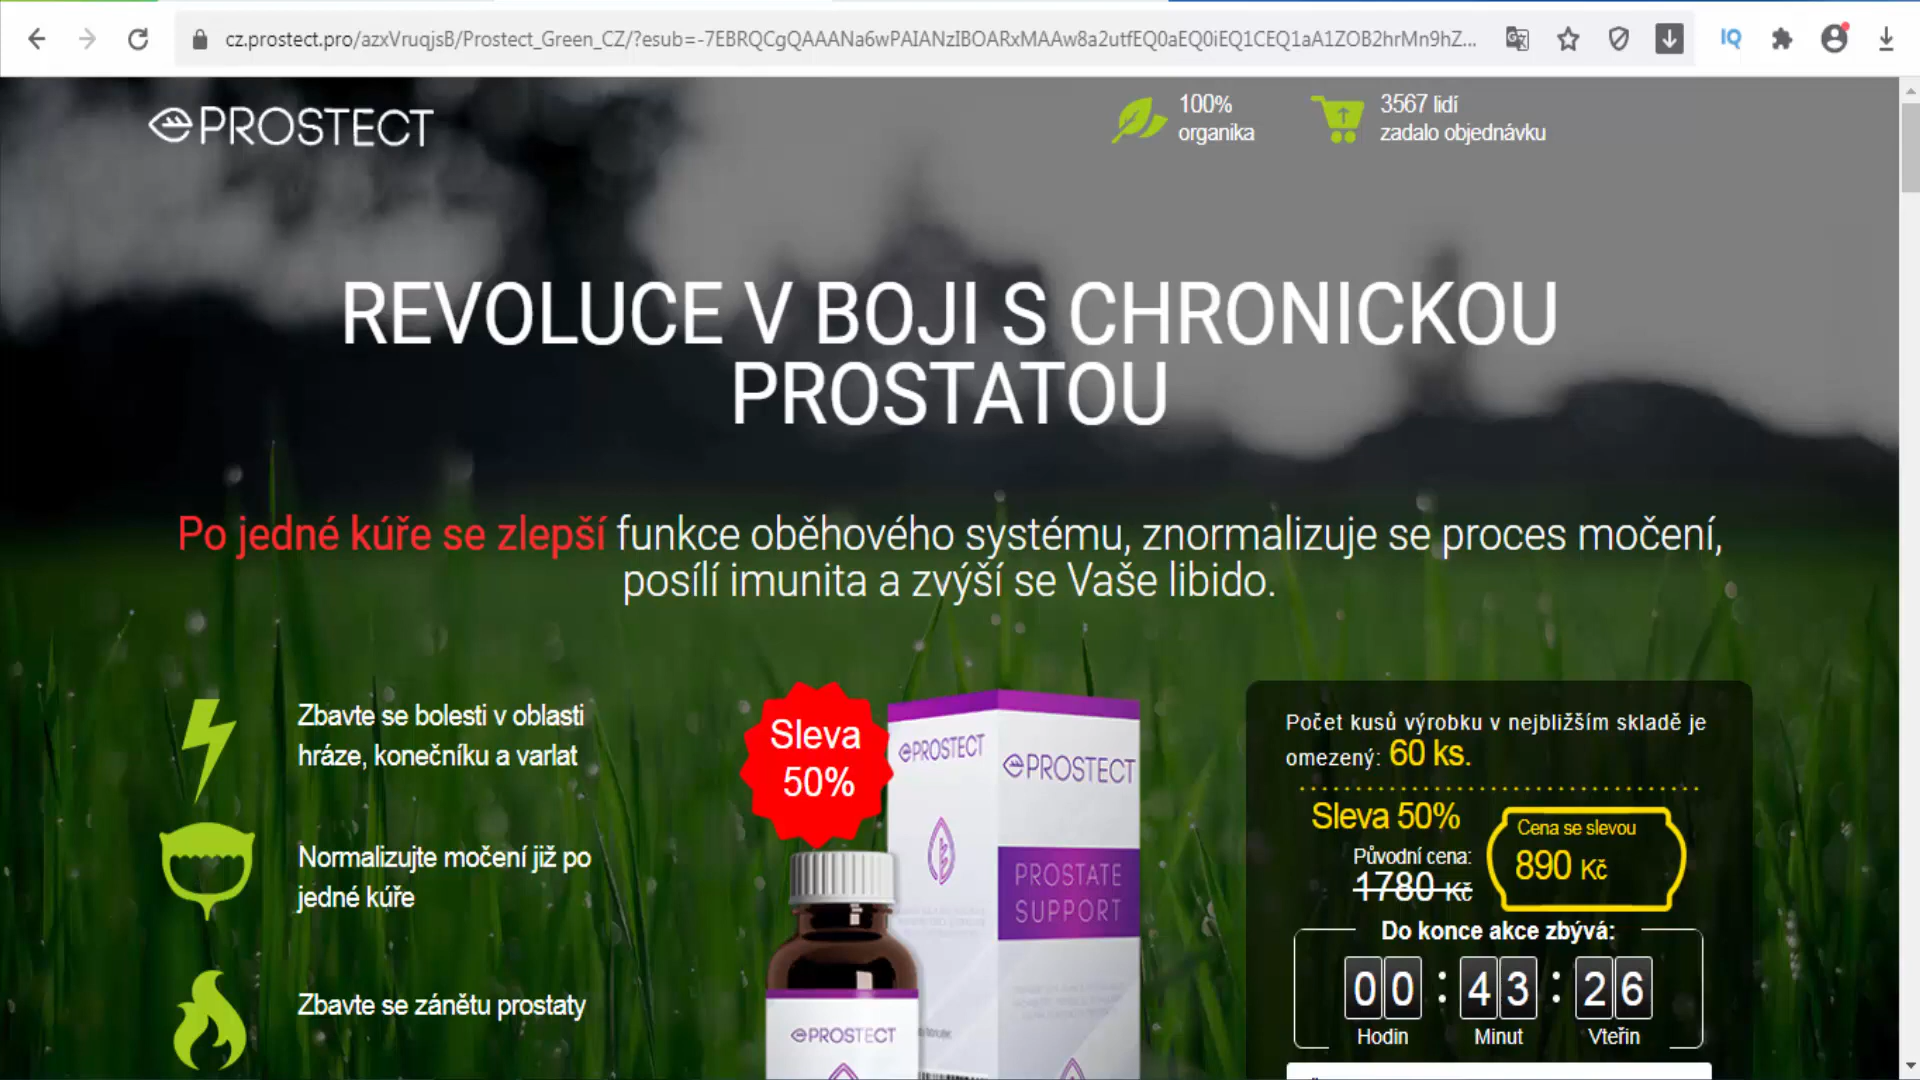 cz.prostect.pro/azxVruqjsB/Prostect_Green_CZ/?esub=-7EBRQCgQAAANa6wPAIANzIBOARxMAAw8a2utfEQ0aEQ0iEQ1CEQ1aA1ZOB2hrMn9hZ...
IQ
PROSTECT
100%
organika
3567 lidí
zadalo objednávku
REVOLUCE V BOJI S CHRONICKOU
PROSTATOU
Po jedné kúře se zlepší funkce oběhového systému, znormalizuje se proces močení,
posílí imunita a zvýší se Vaše libido.
Zbavte se bolesti v oblasti
hráze, konečníku a varlat
Normalizujte močení již po
jedné kúře
Zbavte se zánětu prostaty
Sleva
50%
PROSTECT
PROSTECT
PROSTATE
SUPPORT
PROSTECT
Počet kusů výrobku v nejbližším skladě je
omezený: 60 ks.
Sleva 50%
Původní cena:
1780 Kč
Cena se slevou
890 Kč
Do konce akce zbývá:
00 : 43 : 26
Hodin Minut Vteřin